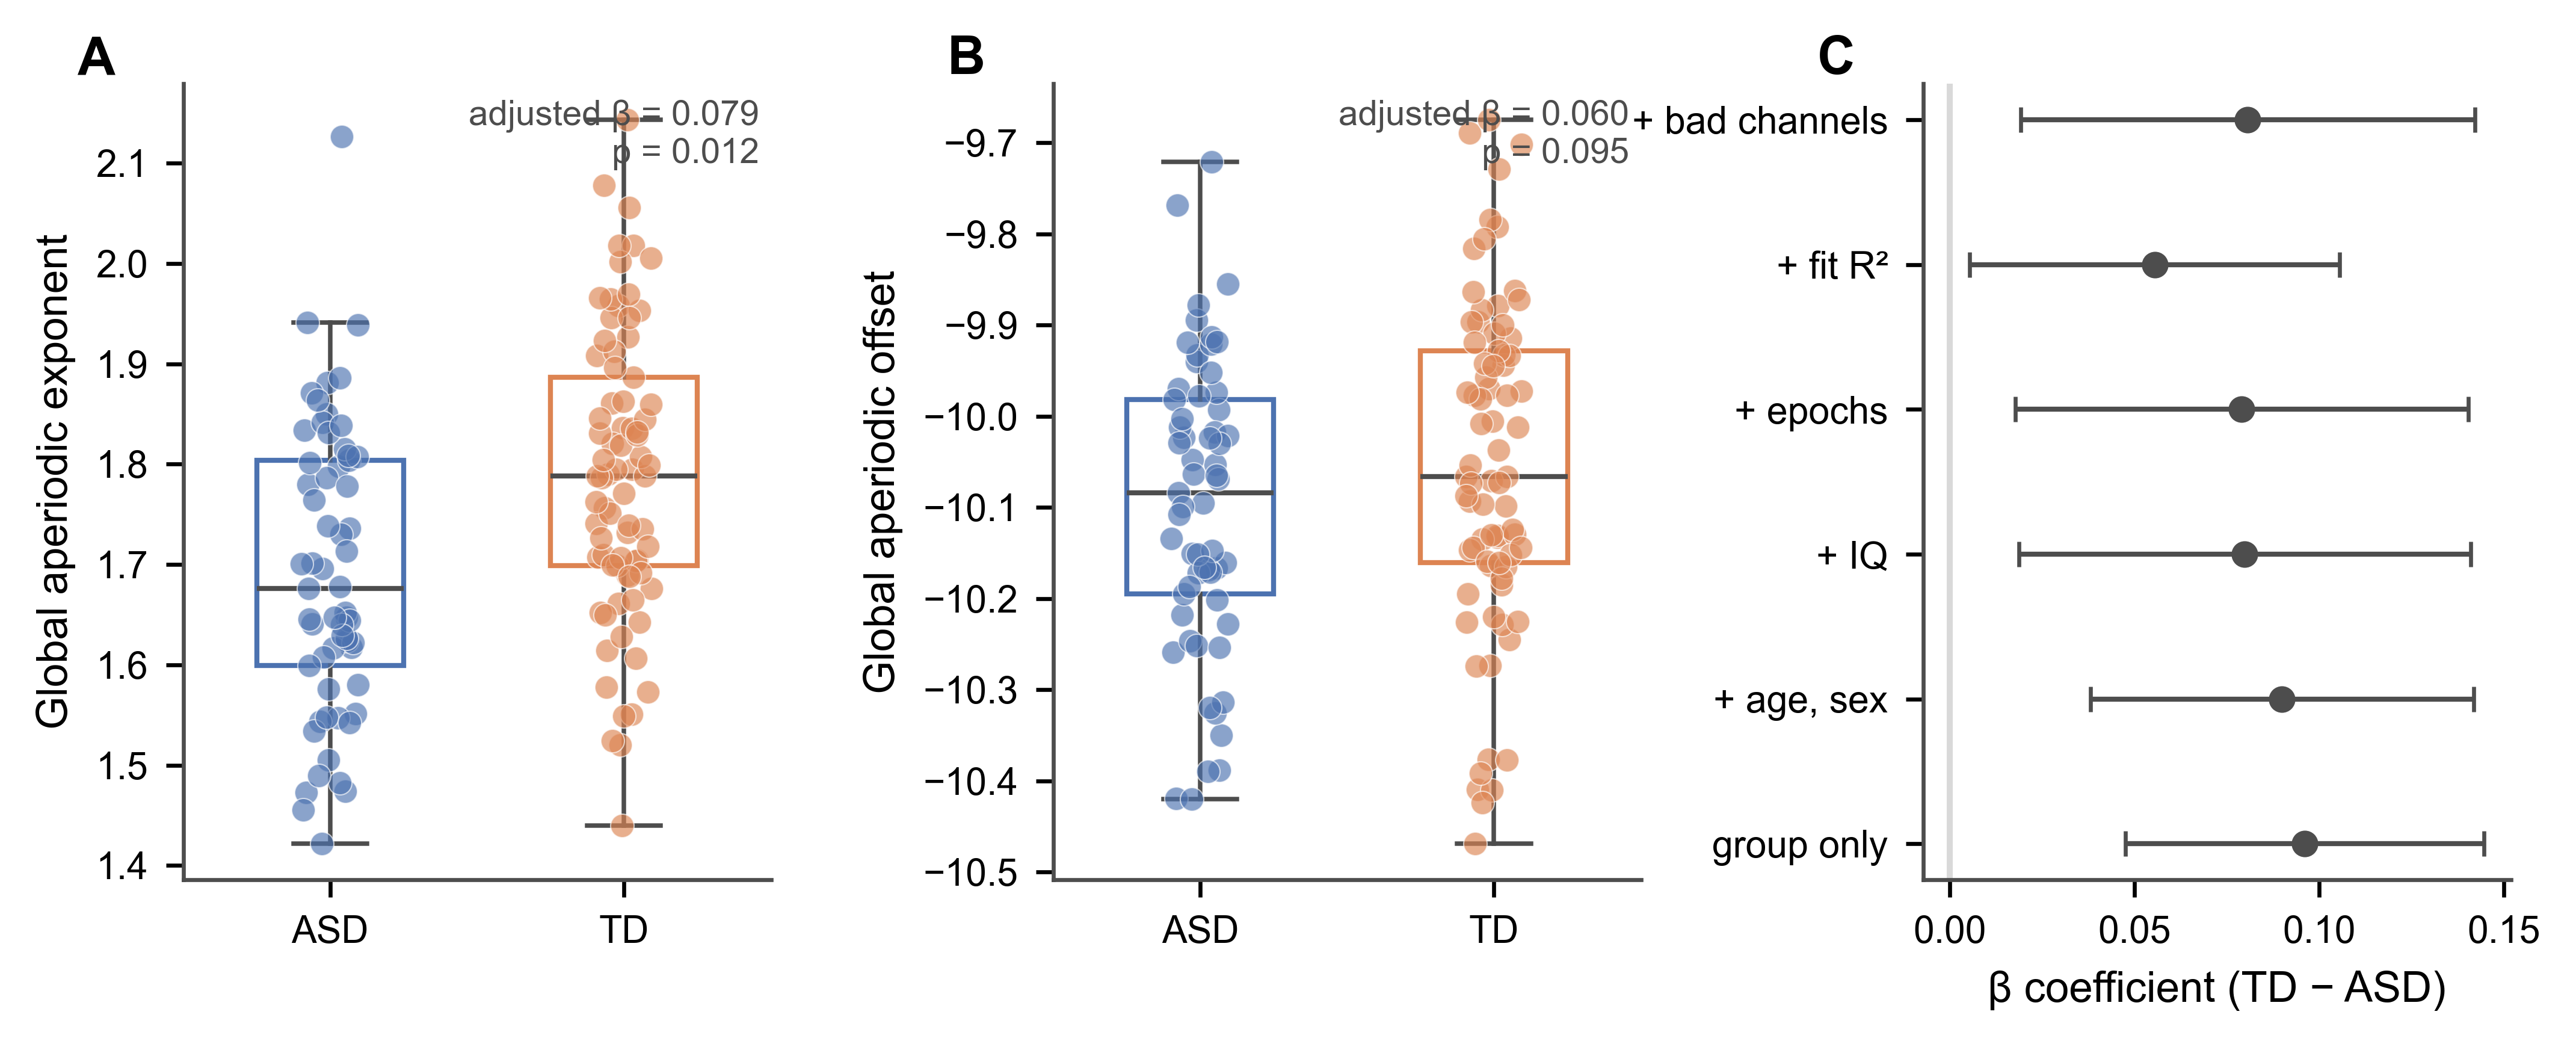 A
adjusted β = 0.079
p = 0.012
Global aperiodic exponent
2.1
2.0
1.9
1.8
1.7
1.6
1.5
1.4
ASD
TD
B
adjusted β = 0.060
p = 0.095
Global aperiodic offset
−9.7
−9.8
−9.9
−10.0
−10.1
−10.2
−10.3
−10.4
−10.5
ASD
TD
C
+ bad channels
+ fit R²
+ epochs
+ IQ
+ age, sex
group only
0.00
0.05
0.10
0.15
β coefficient (TD − ASD)